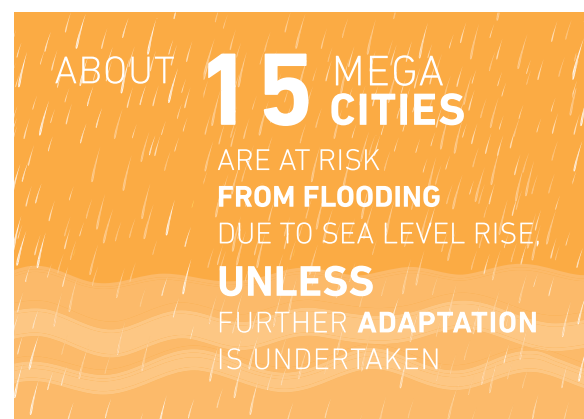 ABOUT 15 MEGA
CITIES
ARE AT RISK
FROM FLOODING
DUE TO SEA LEVEL RISE,
UNLESS
FURTHER ADAPTATION
IS UNDERTAKEN